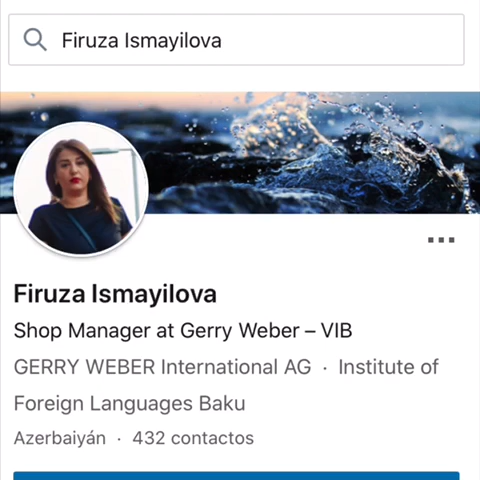 Firuza Ismayilova
Firuza Ismayilova
Shop Manager at Gerry Weber – VIB
GERRY WEBER International AG · Institute of
Foreign Languages Baku
Azerbaiyán · 432 contactos